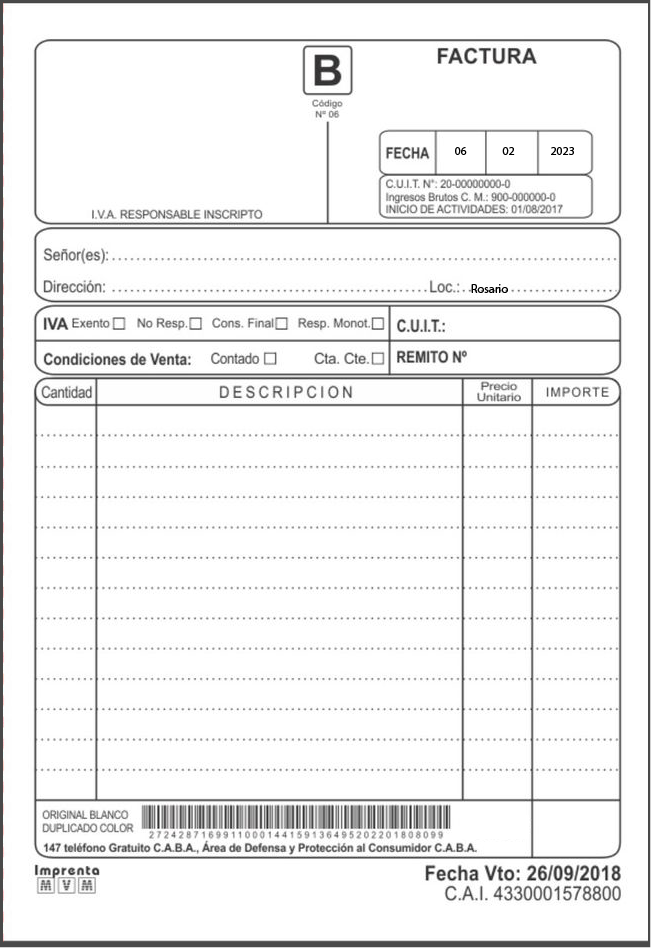 B
FACTURA
Código
Nº 06
FECHA 06 02 2023
C.U.I.T. Nº: 20-00000000-0
Ingresos Brutos C. M.: 900-000000-0
INICIO DE ACTIVIDADES: 01/08/2017
I.V.A. RESPONSABLE INSCRIPTO
Señor(es):
Dirección: Loc.: Rosario
IVA Exento No Resp. Cons. Final Resp. Monot. C.U.I.T.:
Condiciones de Venta: Contado Cta. Cte. REMITO Nº
Cantidad DESCRIPCION Precio Unitario IMPORTE
ORIGINAL BLANCO
DUPLICADO COLOR
2724287169911000144159136495202201808099
147 teléfono Gratuito C.A.B.A., Área de Defensa y Protección al Consumidor C.A.B.A.
Imprenta
M V M
Fecha Vto: 26/09/2018
C.A.I. 4330001578800